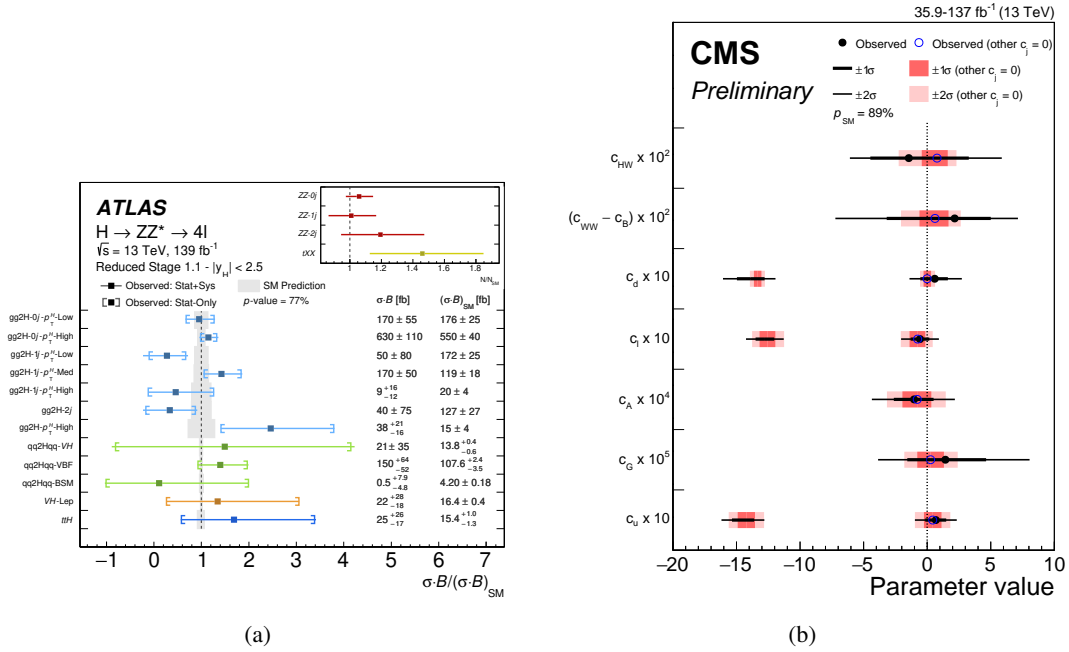 ATLAS
H → ZZ* → 4l
√s = 13 TeV, 139 fb⁻¹
Reduced Stage 1.1 - |y_H| < 2.5
Observed: Stat+Sys
SM Prediction
Observed: Stat-Only
p-value = 77%
ZZ-0j
ZZ-1j
ZZ-2j
tXX
1 1.2 1.4 1.6 1.8
N/N_SM
σ·B [fb] (σ·B)_SM [fb]
gg2H-0j-p_T^H-Low 170 ± 55 176 ± 25
gg2H-0j-p_T^H-High 630 ± 110 550 ± 40
gg2H-1j-p_T^H-Low 50 ± 80 172 ± 25
gg2H-1j-p_T^H-Med 170 ± 50 119 ± 18
gg2H-1j-p_T^H-High 9 +16 −12 20 ± 4
gg2H-2j 40 ± 75 127 ± 27
gg2H-p_T^H-High 38 +21 −16 15 ± 4
qq2Hqq-VH 21 ± 35 13.8 +0.4 −0.6
qq2Hqq-VBF 150 +64 −52 107.6 +2.4 −3.5
qq2Hqq-BSM 0.5 +7.9 −4.8 4.20 ± 0.18
VH-Lep 22 +28 −18 16.4 ± 0.4
ttH 25 +26 −17 15.4 +1.0 −1.3
−1 0 1 2 3 4 5 6 7
σ·B/(σ·B)_SM
(a)
35.9-137 fb⁻¹ (13 TeV)
CMS
Preliminary
Observed Observed (other c_j = 0)
±1σ ±1σ (other c_j = 0)
±2σ ±2σ (other c_j = 0)
p_SM = 89%
c_HW x 10²
(c_WW − c_B) x 10²
c_d x 10
c_l x 10
c_A x 10⁴
c_G x 10⁵
c_u x 10
−20 −15 −10 −5 0 5 10
Parameter value
(b)